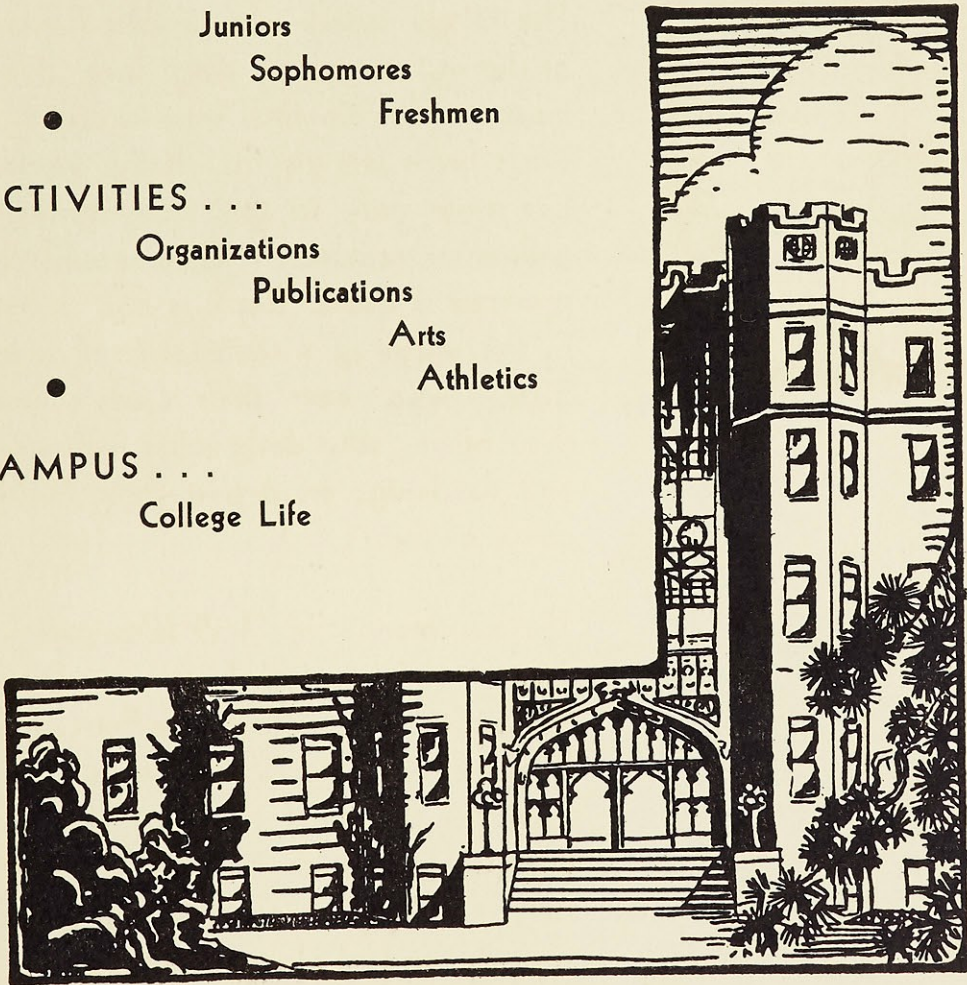 Juniors
Sophomores
Freshmen
CTIVITIES . . .
Organizations
Publications
Arts
Athletics
AMPUS . . .
College Life